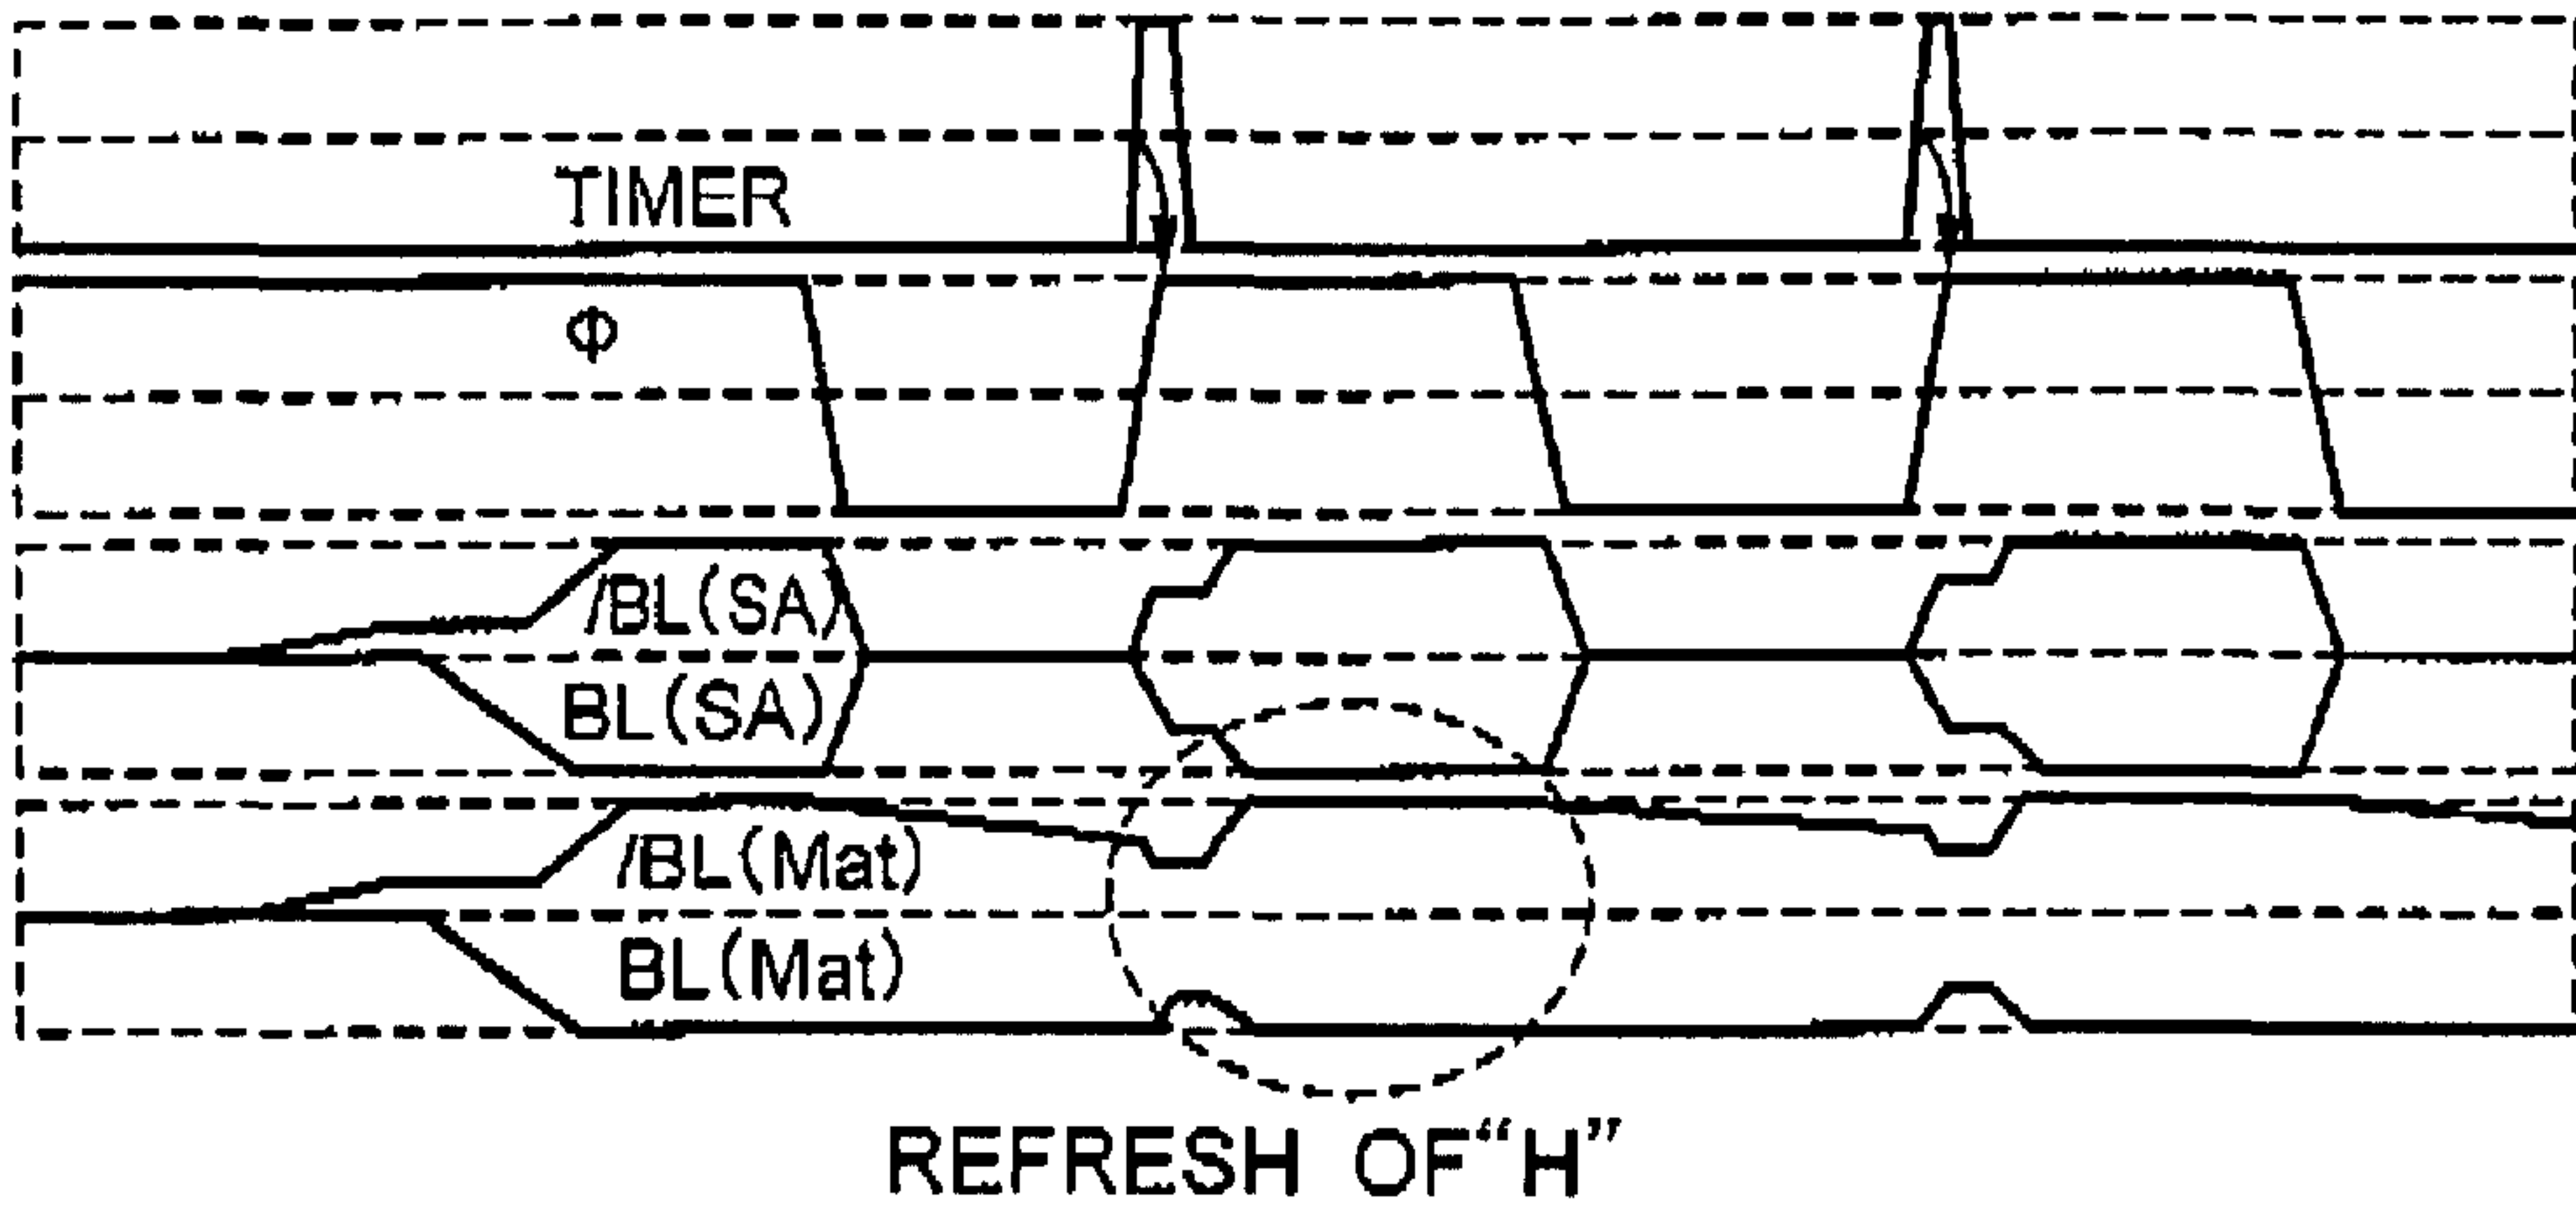 TIMER
Φ
/BL(SA)
BL(SA)
/BL(Mat)
BL(Mat)
REFRESH OF“H”